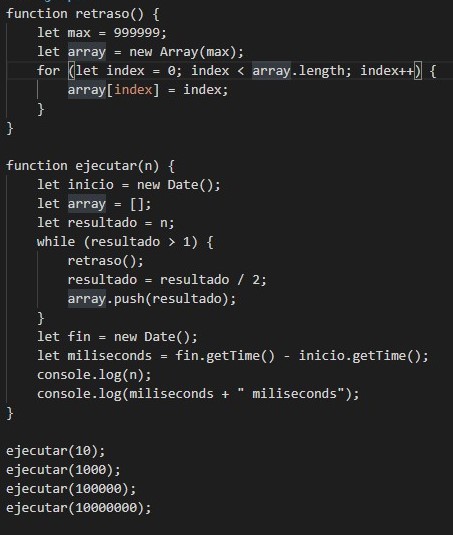 function retraso() {
    let max = 999999;
    let array = new Array(max);
    for (let index = 0; index < array.length; index++) {
        array[index] = index;
    }
}

function ejecutar(n) {
    let inicio = new Date();
    let array = [];
    let resultado = n;
    while (resultado > 1) {
        retraso();
        resultado = resultado / 2;
        array.push(resultado);
    }
    let fin = new Date();
    let miliseconds = fin.getTime() - inicio.getTime();
    console.log(n);
    console.log(miliseconds + " miliseconds");
}

ejecutar(10);
ejecutar(1000);
ejecutar(100000);
ejecutar(10000000);